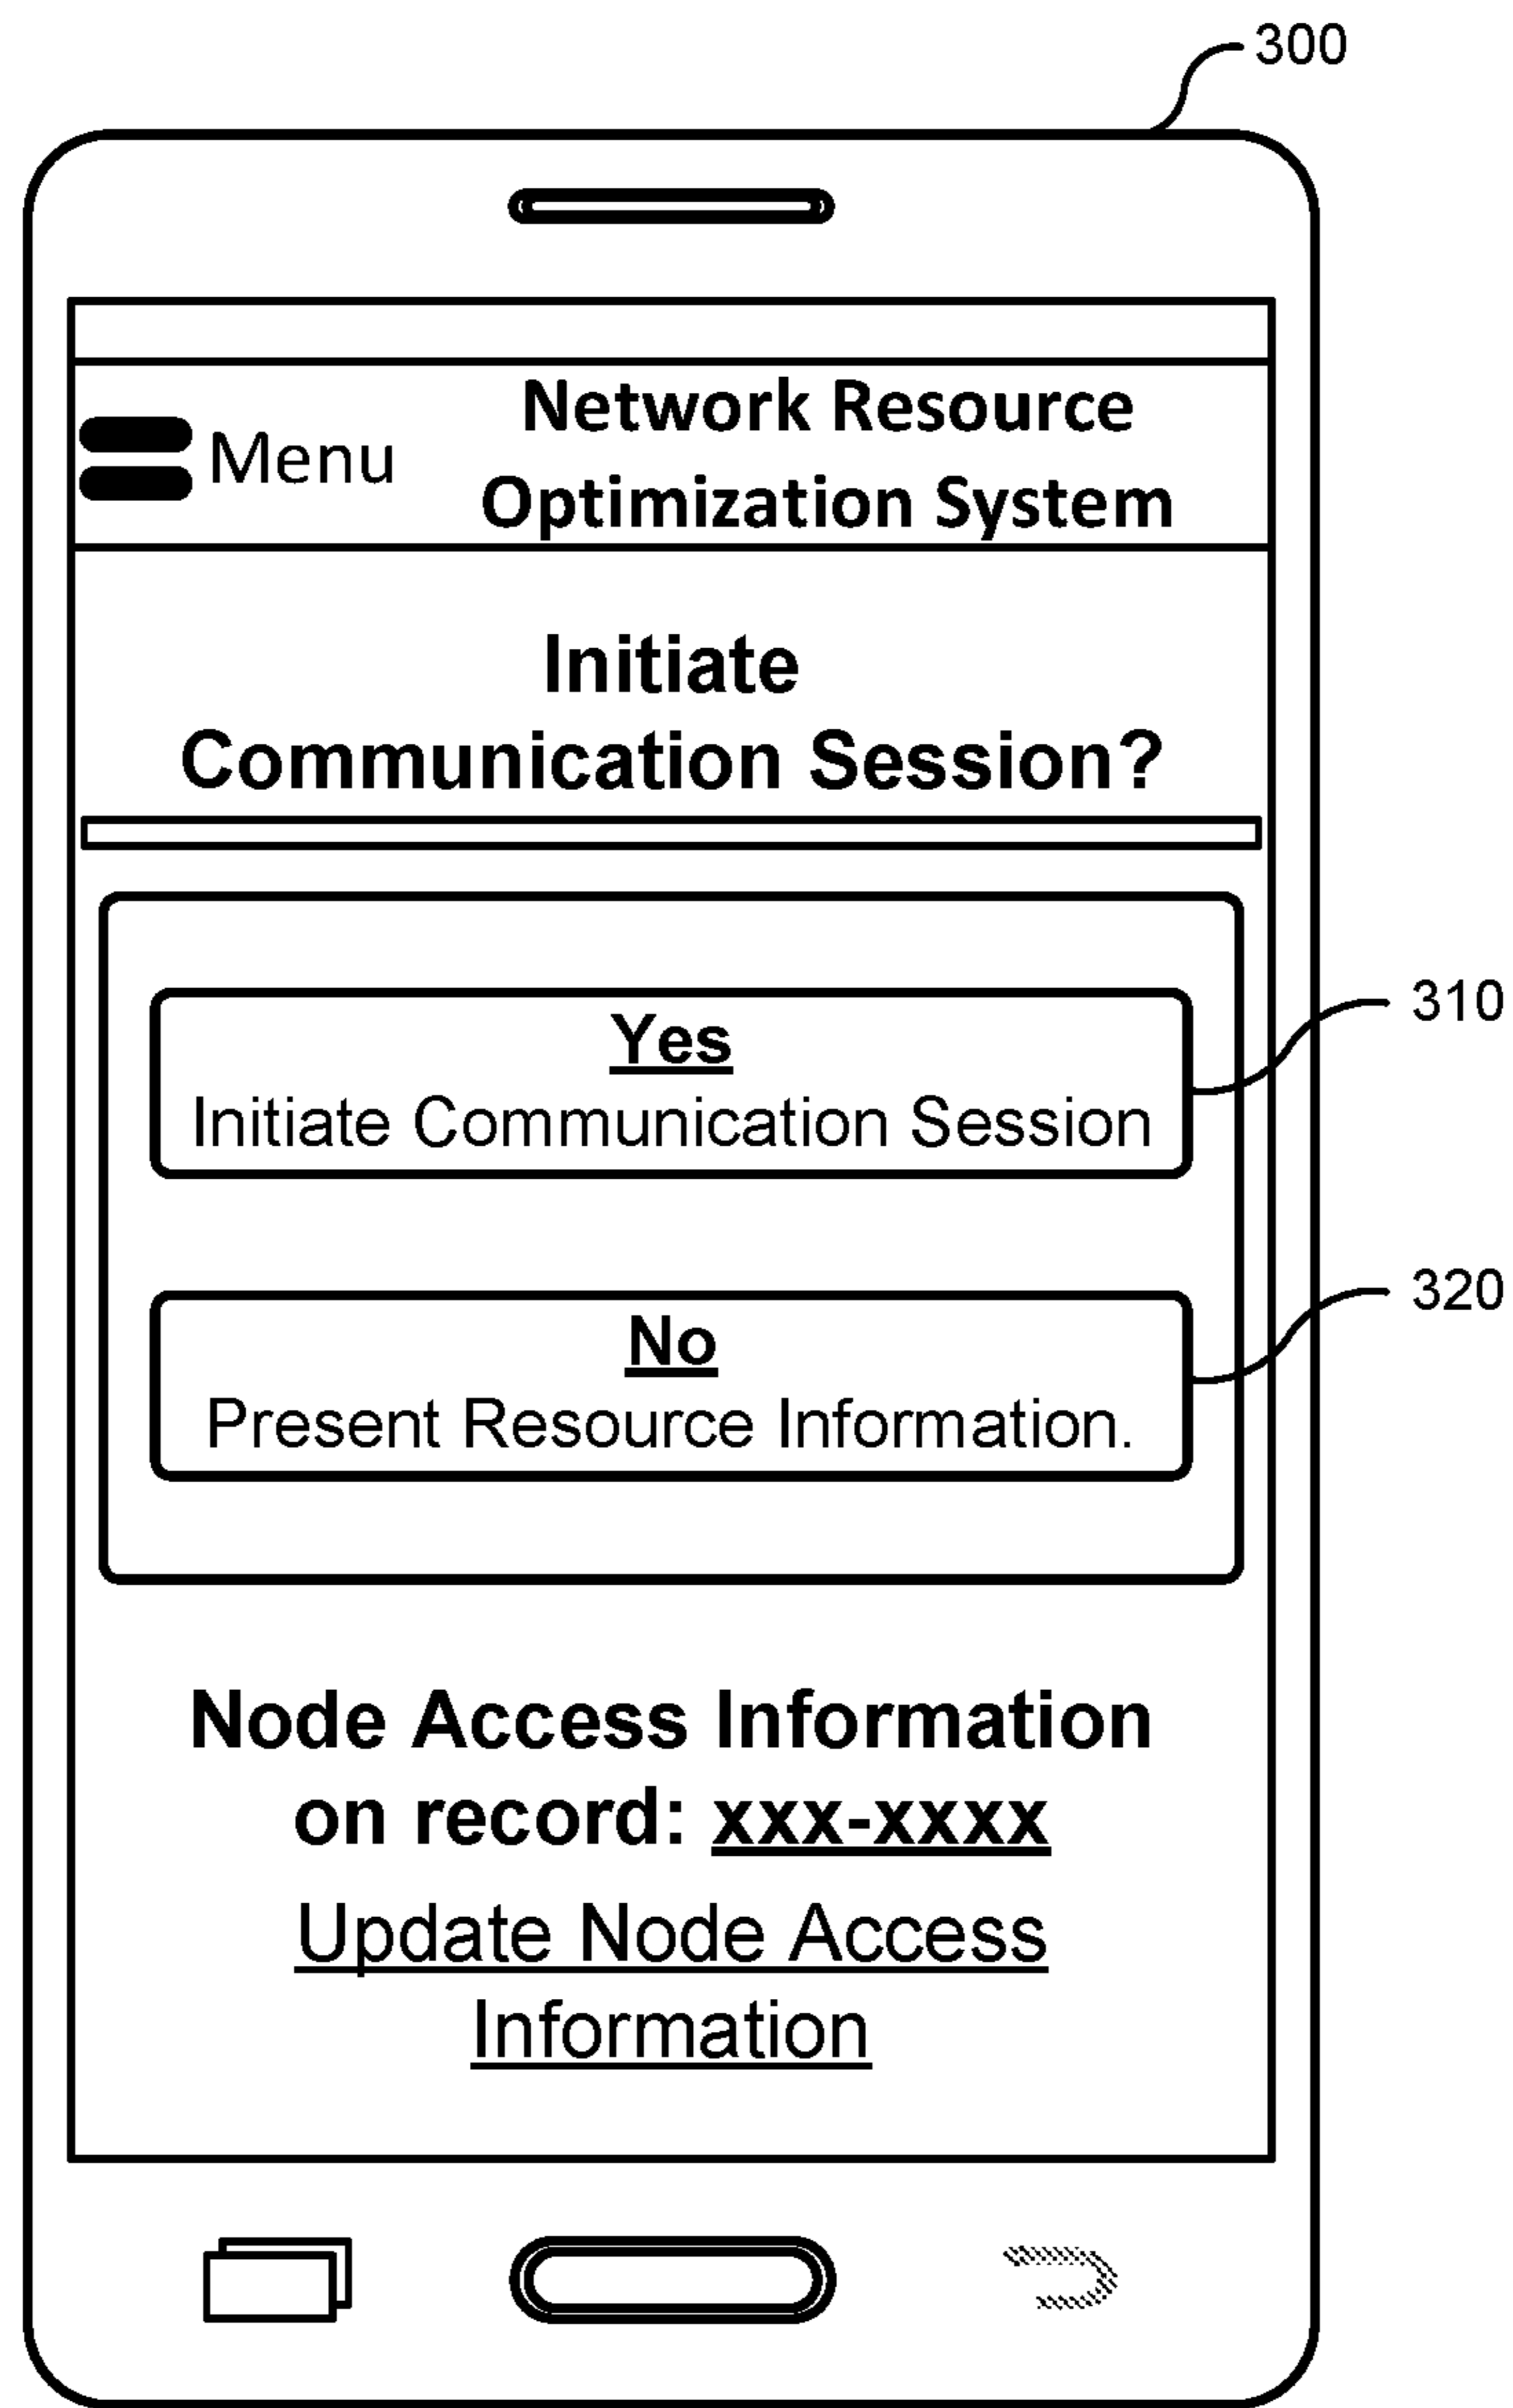 300
Menu
Network Resource
Optimization System
Initiate
Communication Session?
Yes
Initiate Communication Session
310
No
Present Resource Information.
320
Node Access Information
on record: xxx-xxxx
Update Node Access
Information